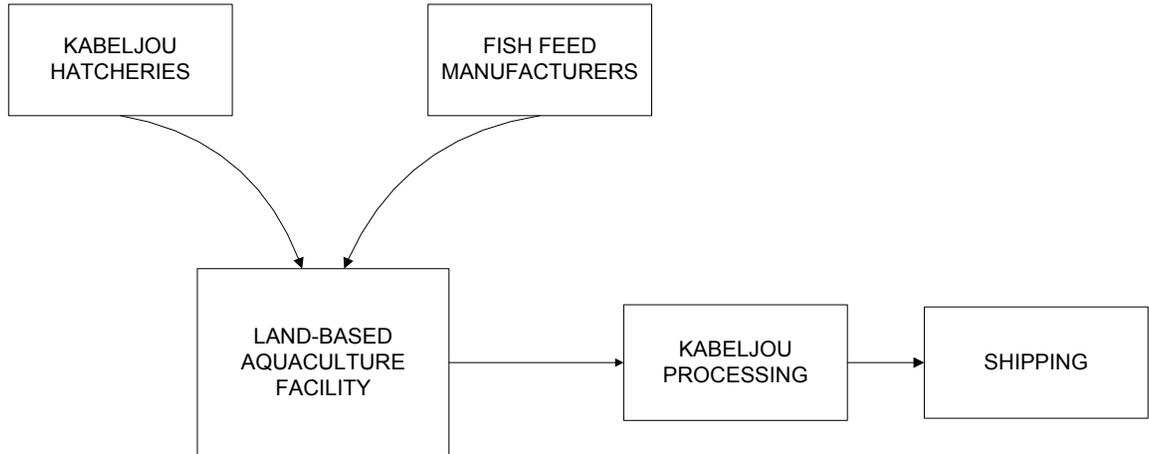 KABELJOU
HATCHERIES
FISH FEED
MANUFACTURERS
LAND-BASED
AQUACULTURE
FACILITY
KABELJOU
PROCESSING
SHIPPING